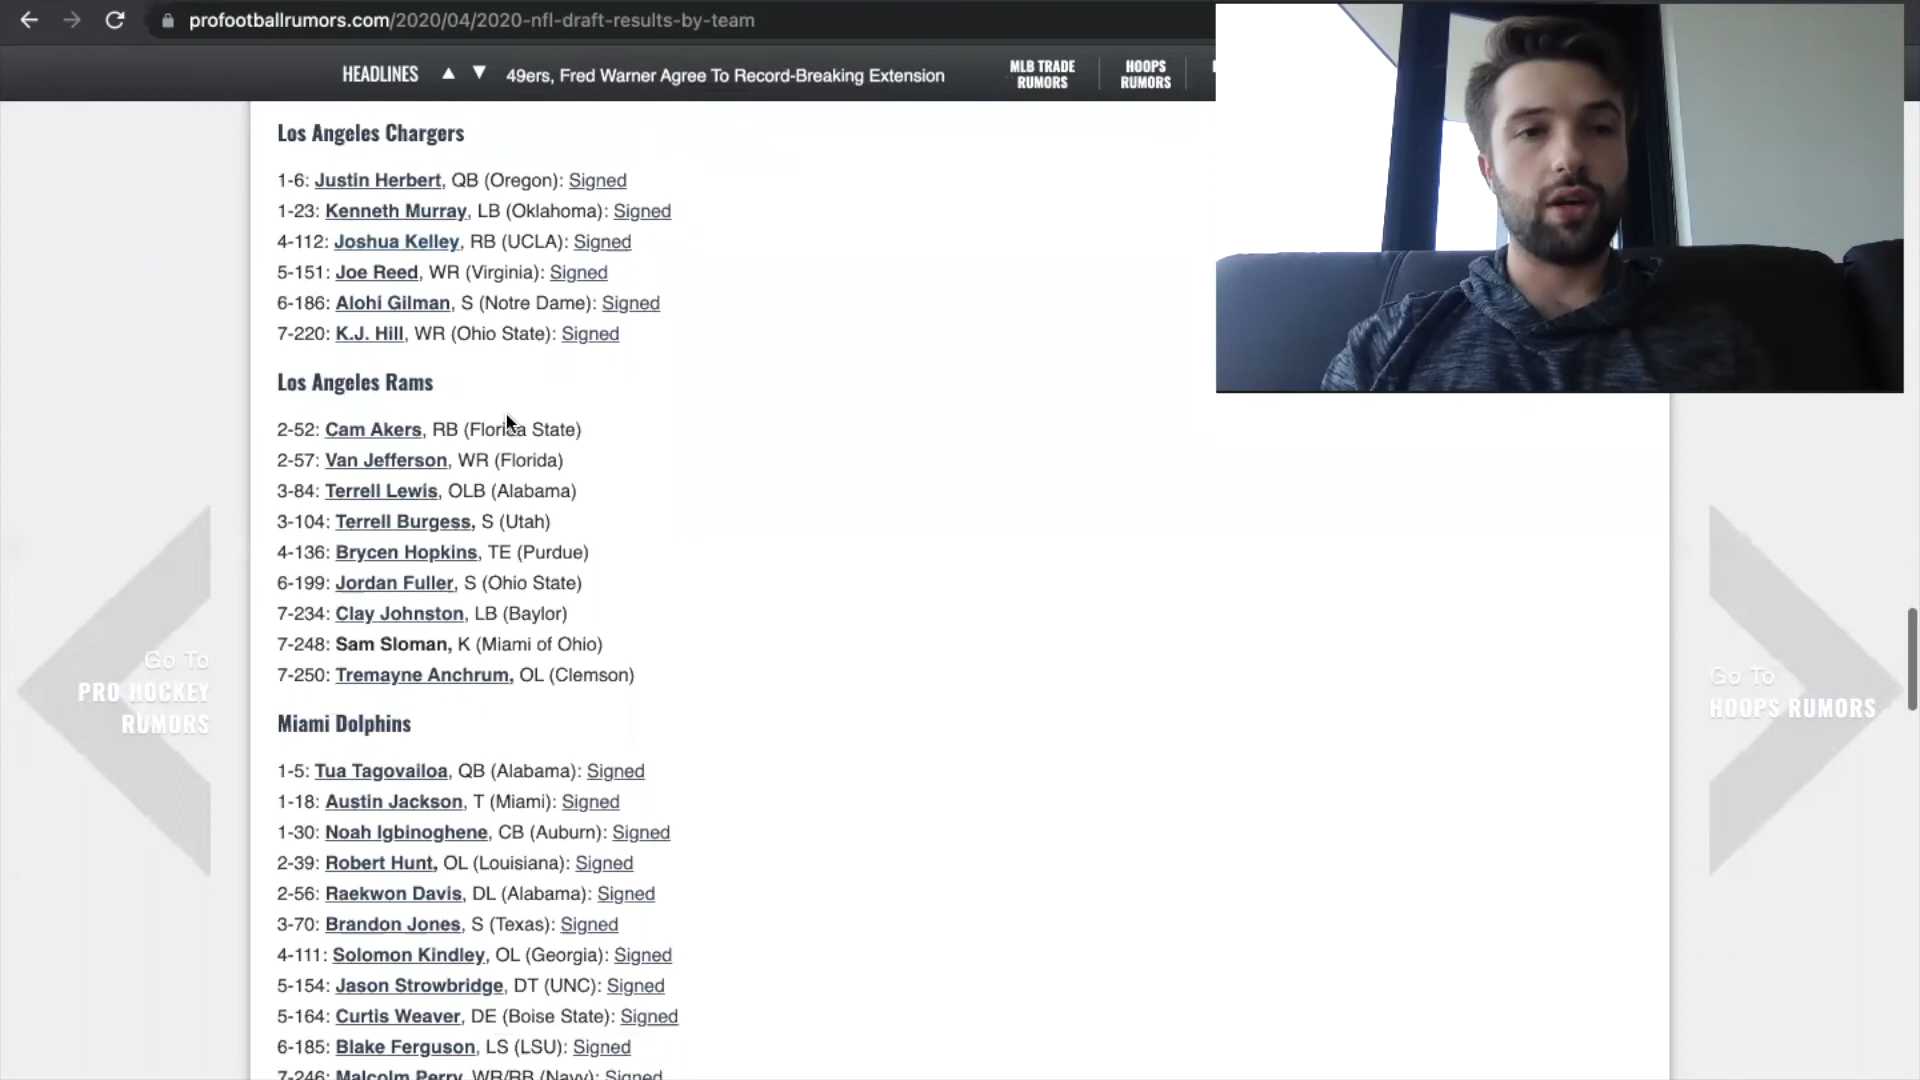 profootballrumors.com/2020/04/2020-nfl-draft-results-by-team
HEADLINES ▲ ▼ 49ers, Fred Warner Agree To Record-Breaking Extension
MLB TRADE
RUMORS
HOOPS
RUMORS
Los Angeles Chargers
1-6: Justin Herbert, QB (Oregon): Signed
1-23: Kenneth Murray, LB (Oklahoma): Signed
4-112: Joshua Kelley, RB (UCLA): Signed
5-151: Joe Reed, WR (Virginia): Signed
6-186: Alohi Gilman, S (Notre Dame): Signed
7-220: K.J. Hill, WR (Ohio State): Signed
Los Angeles Rams
2-52: Cam Akers, RB (Florida State)
2-57: Van Jefferson, WR (Florida)
3-84: Terrell Lewis, OLB (Alabama)
3-104: Terrell Burgess, S (Utah)
4-136: Brycen Hopkins, TE (Purdue)
6-199: Jordan Fuller, S (Ohio State)
7-234: Clay Johnston, LB (Baylor)
7-248: Sam Sloman, K (Miami of Ohio)
7-250: Tremayne Anchrum, OL (Clemson)
Miami Dolphins
1-5: Tua Tagovailoa, QB (Alabama): Signed
1-18: Austin Jackson, T (Miami): Signed
1-30: Noah Igbinoghene, CB (Auburn): Signed
2-39: Robert Hunt, OL (Louisiana): Signed
2-56: Raekwon Davis, DL (Alabama): Signed
3-70: Brandon Jones, S (Texas): Signed
4-111: Solomon Kindley, OL (Georgia): Signed
5-154: Jason Strowbridge, DT (UNC): Signed
5-164: Curtis Weaver, DE (Boise State): Signed
6-185: Blake Ferguson, LS (LSU): Signed
7-246: Malcolm Perry, WR/RB (Navy): Signed
Go To
PRO HOCKEY
RUMORS
Go To
HOOPS RUMORS